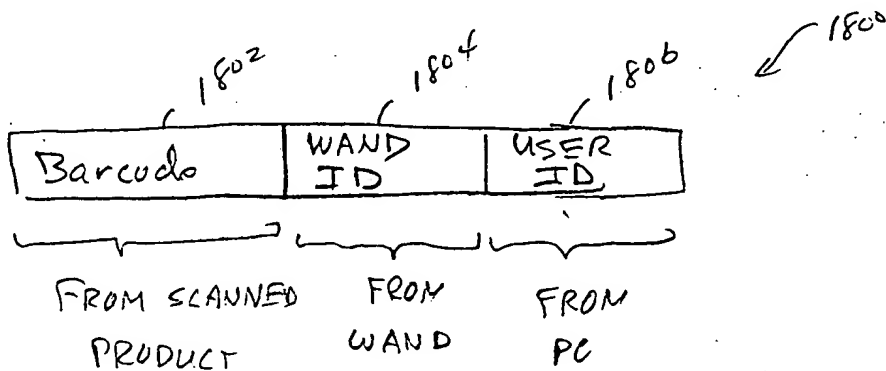 1800
1802 1804 1806
Barcode WAND ID USER ID
FROM SCANNED PRODUCT
FROM WAND
FROM PC